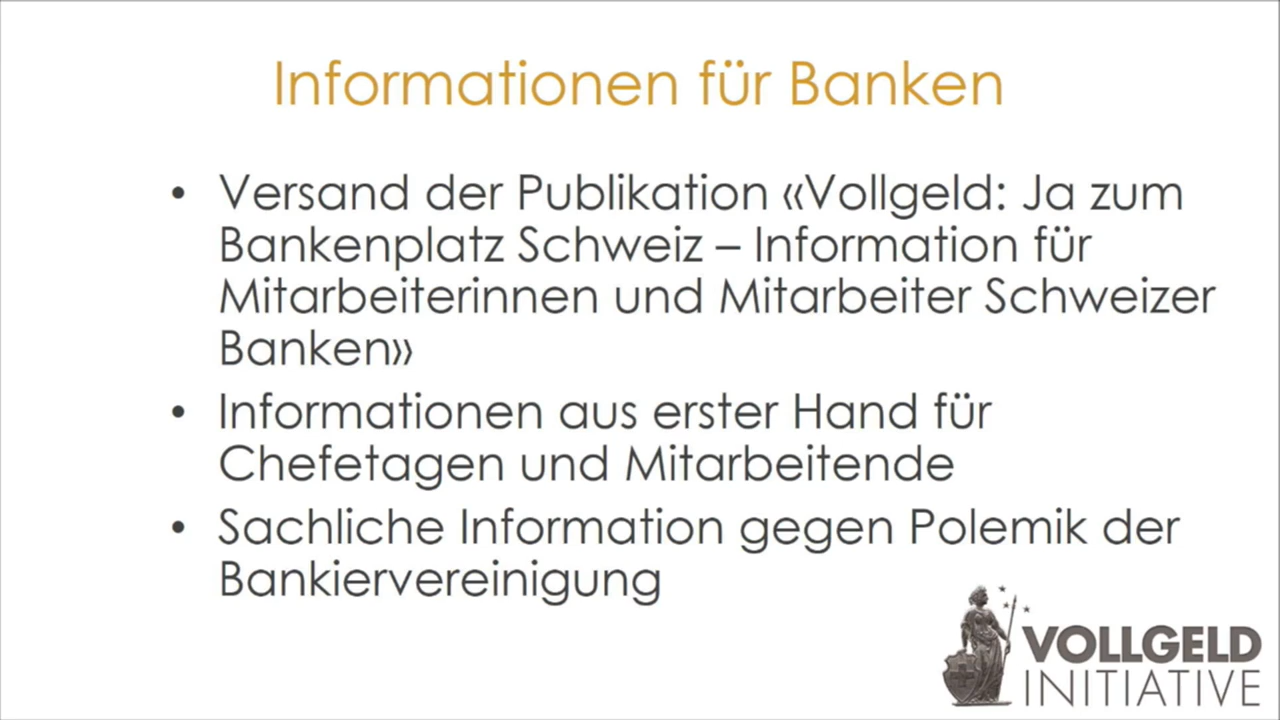 Informationen für Banken
• Versand der Publikation «Vollgeld: Ja zum
Bankenplatz Schweiz – Information für
Mitarbeiterinnen und Mitarbeiter Schweizer
Banken»
• Informationen aus erster Hand für
Chefetagen und Mitarbeitende
• Sachliche Information gegen Polemik der
Bankiervereinigung
VOLLGELD
INITIATIVE